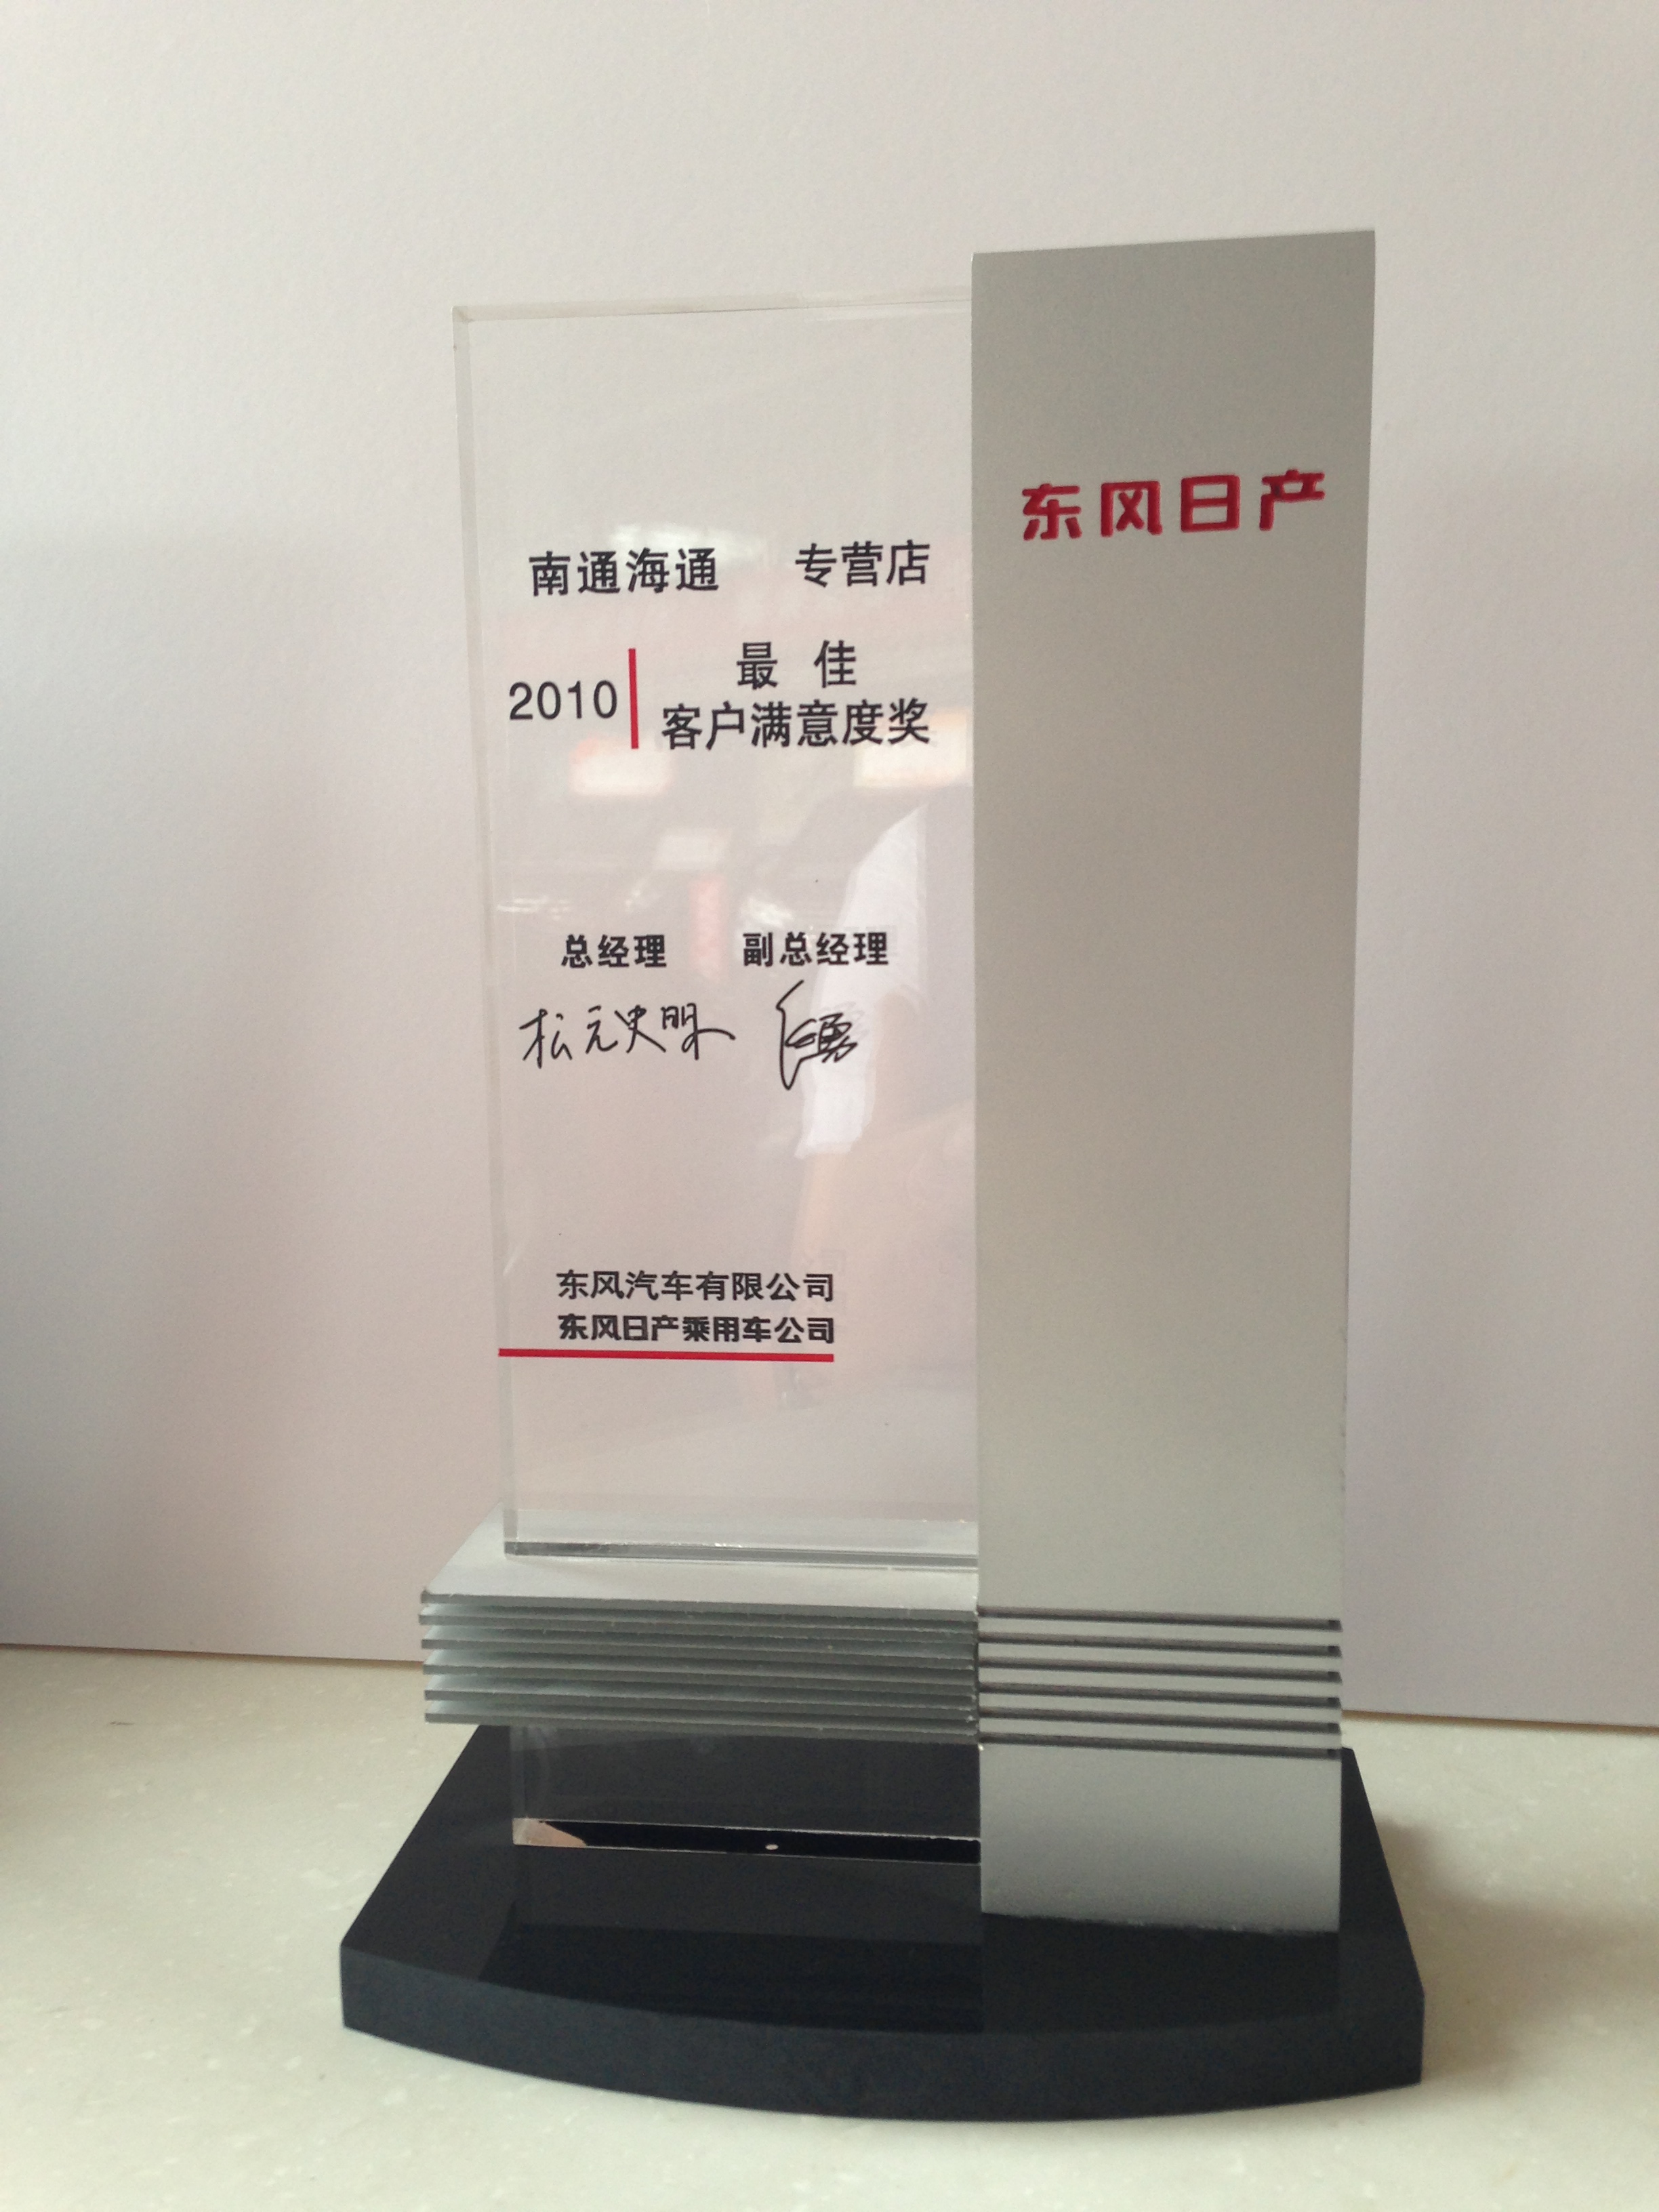 东风日产
南通海通 专营店
2010 最佳
客户满意度奖
总经理 副总经理
松元史明
东风汽车有限公司
东风日产乘用车公司